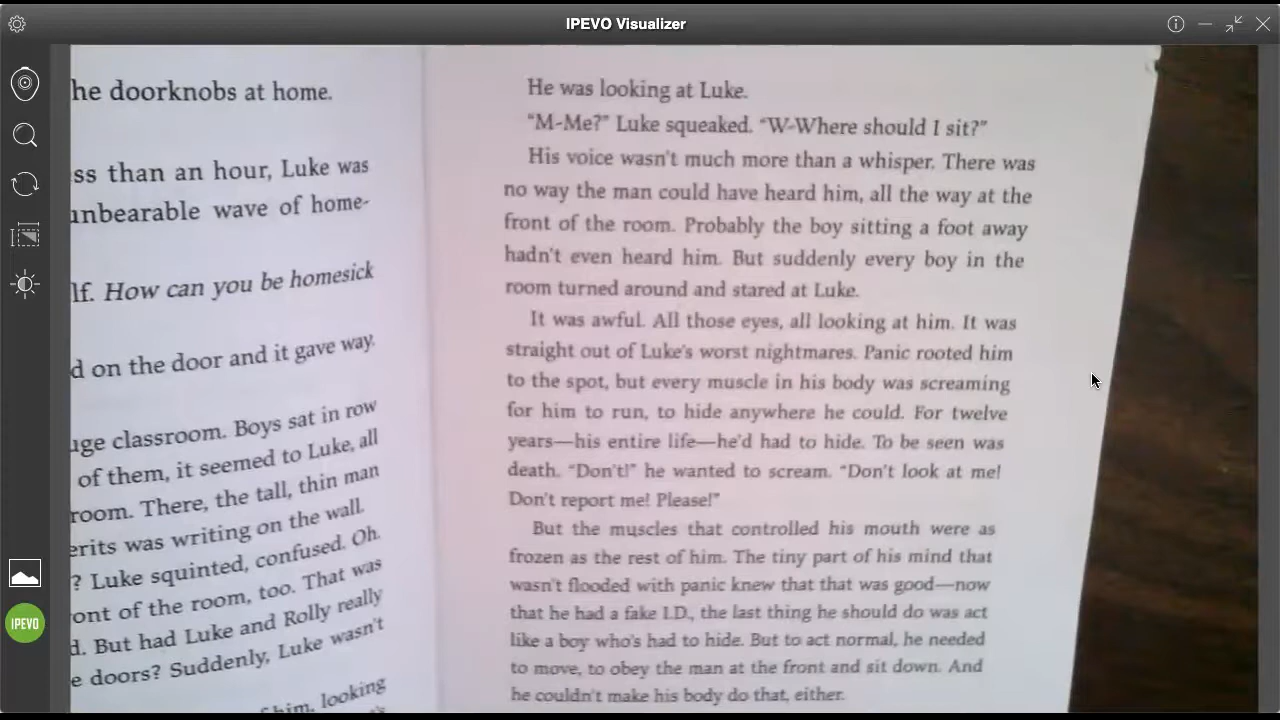 IPEVO Visualizer
he doorknobs at home.
ss than an hour, Luke was
unbearable wave of home-
lf. How can you be homesick
d on the door and it gave way.
uge classroom. Boys sat in row
of them, it seemed to Luke, all
room. There, the tall, thin man
erits was writing on the wall.
? Luke squinted, confused. Oh.
ront of the room, too. That was
d. But had Luke and Rolly really
e doors? Suddenly, Luke wasn't
him, looking
He was looking at Luke.
"M-Me?" Luke squeaked. "W-Where should I sit?"
His voice wasn't much more than a whisper. There was
no way the man could have heard him, all the way at the
front of the room. Probably the boy sitting a foot away
hadn't even heard him. But suddenly every boy in the
room turned around and stared at Luke.
It was awful. All those eyes, all looking at him. It was
straight out of Luke's worst nightmares. Panic rooted him
to the spot, but every muscle in his body was screaming
for him to run, to hide anywhere he could. For twelve
years—his entire life—he'd had to hide. To be seen was
death. "Don't!" he wanted to scream. "Don't look at me!
Don't report me! Please!"
But the muscles that controlled his mouth were as
frozen as the rest of him. The tiny part of his mind that
wasn't flooded with panic knew that that was good—now
that he had a fake I.D., the last thing he should do was act
like a boy who's had to hide. But to act normal, he needed
to move, to obey the man at the front and sit down. And
he couldn't make his body do that, either.
IPEVO